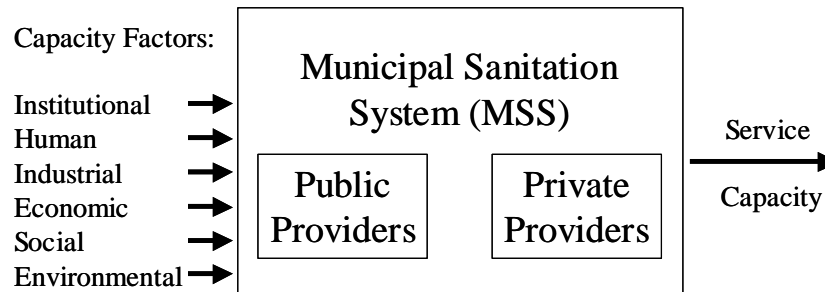 Capacity Factors:
Institutional
Human
Industrial
Economic
Social
Environmental
Municipal Sanitation
System (MSS)
Public
Providers
Private
Providers
Service
Capacity